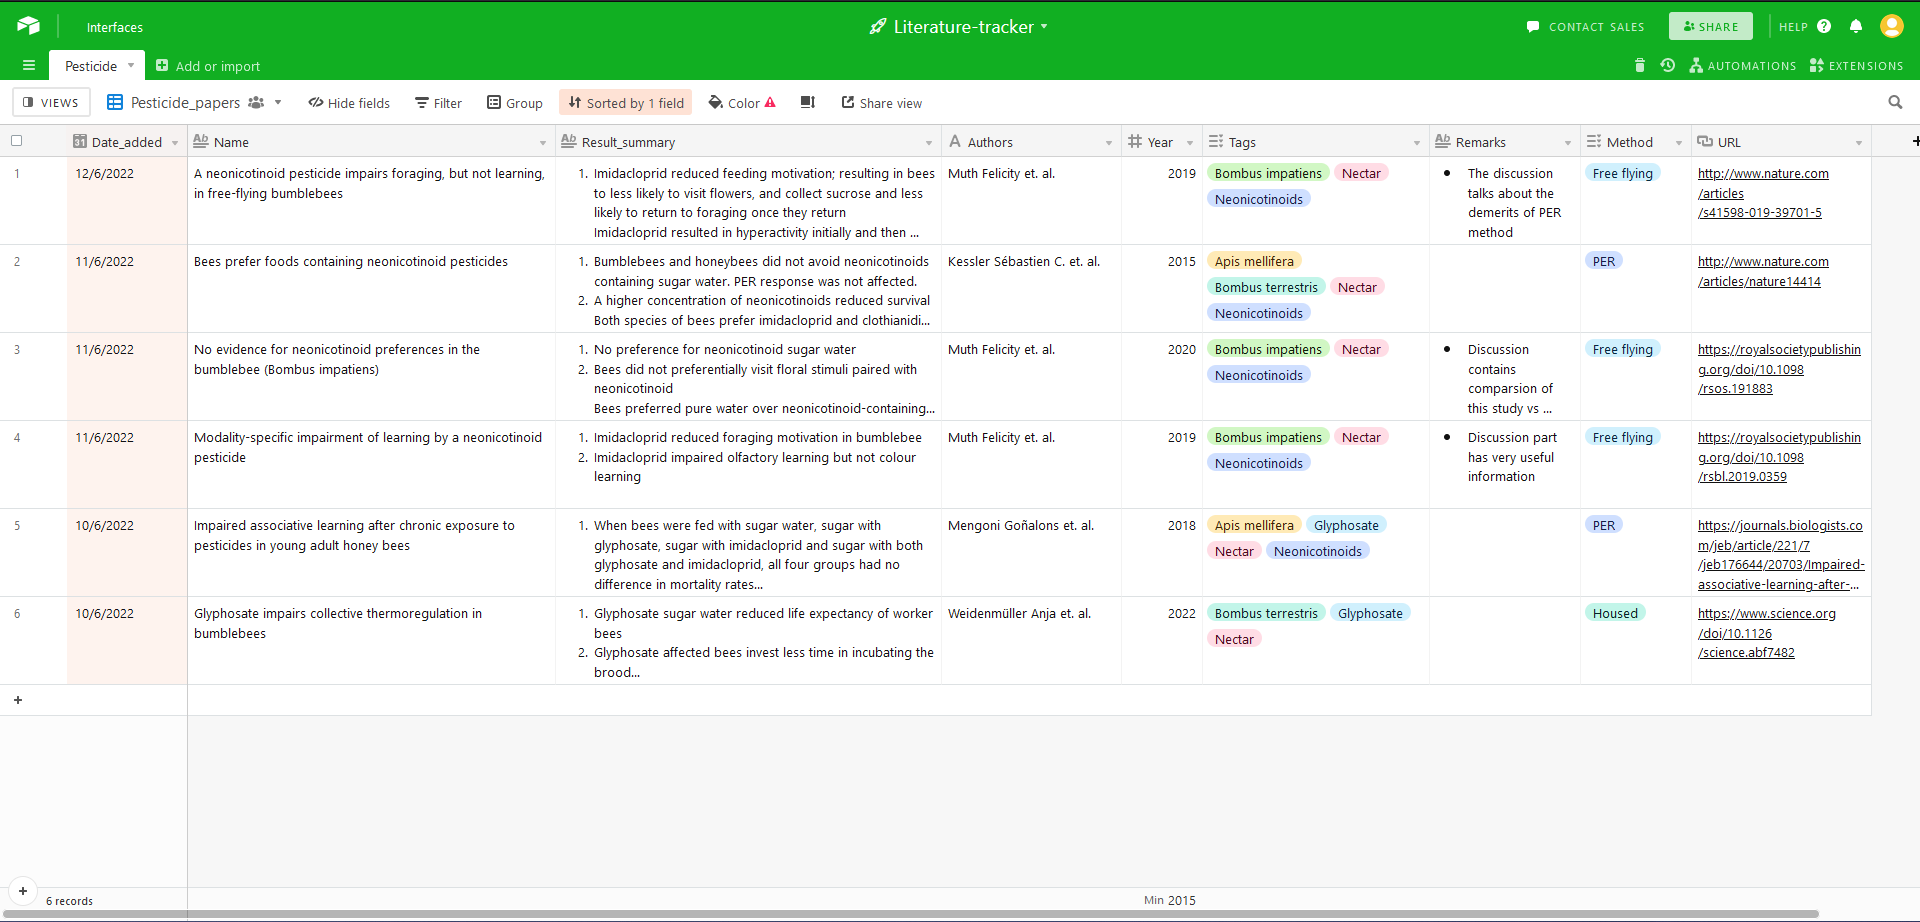 Interfaces
Literature-tracker
CONTACT SALES
SHARE
HELP
Pesticide
Add or import
AUTOMATIONS
EXTENSIONS
VIEWS
Pesticide_papers
Hide fields
Filter
Group
Sorted by 1 field
Color
Share view
Date_added
Name
Result_summary
Authors
Year
Tags
Remarks
Method
URL
1
12/6/2022
A neonicotinoid pesticide impairs foraging, but not learning,
in free-flying bumblebees
1. Imidacloprid reduced feeding motivation; resulting in bees
to less likely to visit flowers, and collect sucrose and less
likely to return to foraging once they return
Imidacloprid resulted in hyperactivity initially and then ...
Muth Felicity et. al.
2019
Bombus impatiens
Nectar
Neonicotinoids
• The discussion
talks about the
demerits of PER
method
Free flying
http://www.nature.com
/articles
/s41598-019-39701-5
2
11/6/2022
Bees prefer foods containing neonicotinoid pesticides
1. Bumblebees and honeybees did not avoid neonicotinoids
containing sugar water. PER response was not affected.
2. A higher concentration of neonicotinoids reduced survival
Both species of bees prefer imidacloprid and clothianidi...
Kessler Sébastien C. et. al.
2015
Apis mellifera
Bombus terrestris
Nectar
Neonicotinoids
PER
http://www.nature.com
/articles/nature14414
3
11/6/2022
No evidence for neonicotinoid preferences in the
bumblebee (Bombus impatiens)
1. No preference for neonicotinoid sugar water
2. Bees did not preferentially visit floral stimuli paired with
neonicotinoid
Bees preferred pure water over neonicotinoid-containing...
Muth Felicity et. al.
2020
Bombus impatiens
Nectar
Neonicotinoids
• Discussion
contains
comparsion of
this study vs ...
Free flying
https://royalsocietypublishin
g.org/doi/10.1098
/rsos.191883
4
11/6/2022
Modality-specific impairment of learning by a neonicotinoid
pesticide
1. Imidacloprid reduced foraging motivation in bumblebee
2. Imidacloprid impaired olfactory learning but not colour
learning
Muth Felicity et. al.
2019
Bombus impatiens
Nectar
Neonicotinoids
• Discussion part
has very useful
information
Free flying
https://royalsocietypublishin
g.org/doi/10.1098
/rsbl.2019.0359
5
10/6/2022
Impaired associative learning after chronic exposure to
pesticides in young adult honey bees
1. When bees were fed with sugar water, sugar with
glyphosate, sugar with imidacloprid and sugar with both
glyphosate and imidacloprid, all four groups had no
difference in mortality rates...
Mengoni Goñalons et. al.
2018
Apis mellifera
Glyphosate
Nectar
Neonicotinoids
PER
https://journals.biologists.co
m/jeb/article/221/7
/jeb176644/20703/Impaired-
associative-learning-after-...
6
10/6/2022
Glyphosate impairs collective thermoregulation in
bumblebees
1. Glyphosate sugar water reduced life expectancy of worker
bees
2. Glyphosate affected bees invest less time in incubating the
brood...
Weidenmüller Anja et. al.
2022
Bombus terrestris
Glyphosate
Nectar
Housed
https://www.science.org
/doi/10.1126
/science.abf7482
6 records
Min 2015